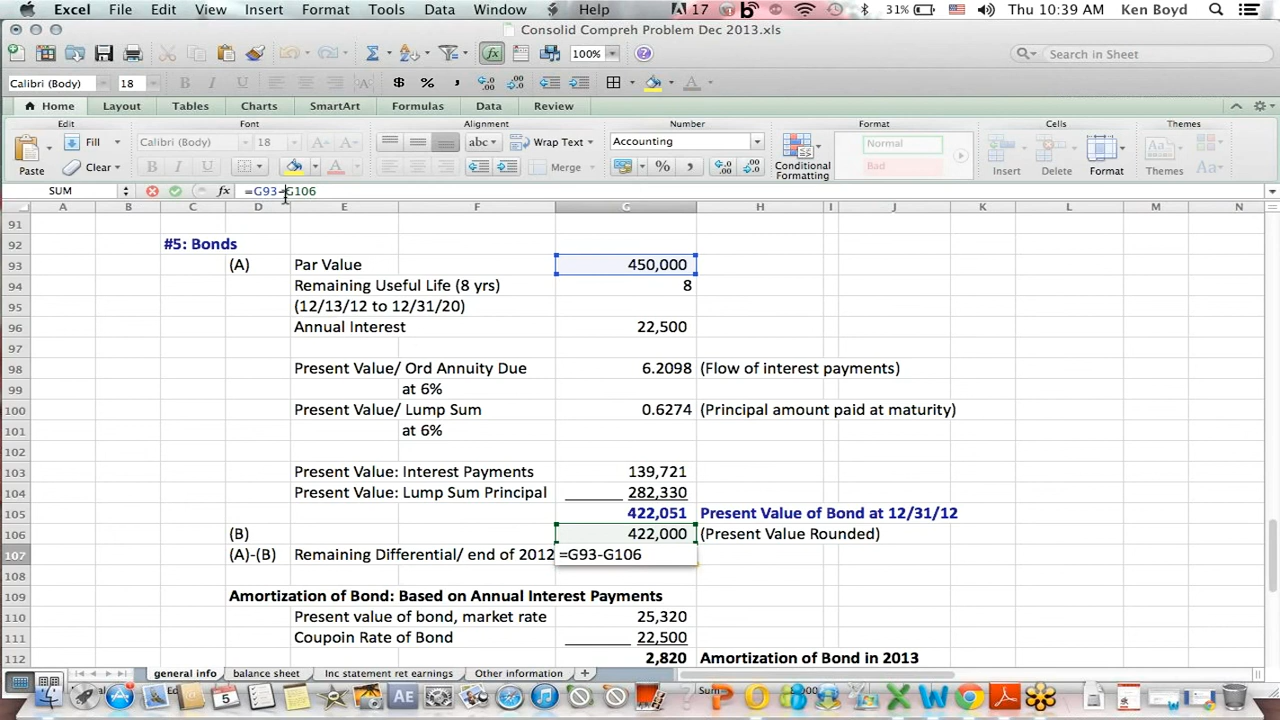 Excel File Edit View Insert Format Tools Data Window Help 17 31% Thu 10:39 AM Ken Boyd
Consolid Compreh Problem Dec 2013.xls
100% Search in Sheet
Calibri (Body) 18 B I U $ % ,
Home Layout Tables Charts SmartArt Formulas Data Review
Edit Font Alignment Number Format Cells Themes
Fill Calibri (Body) 18 abc Wrap Text Accounting Normal
Paste Clear B I U Merge % , Conditional Formatting Bad Insert Delete Format Themes Aa
SUM fx =G93-G106
A B C D E F G H I J K L M N
91
92 #5: Bonds
93 (A) Par Value 450,000
94 Remaining Useful Life (8 yrs) 8
95 (12/13/12 to 12/31/20)
96 Annual Interest 22,500
97
98 Present Value/ Ord Annuity Due 6.2098 (Flow of interest payments)
99 at 6%
100 Present Value/ Lump Sum 0.6274 (Principal amount paid at maturity)
101 at 6%
102
103 Present Value: Interest Payments 139,721
104 Present Value: Lump Sum Principal 282,330
105 422,051 Present Value of Bond at 12/31/12
106 (B) 422,000 (Present Value Rounded)
107 (A)-(B) Remaining Differential/ end of 2012 =G93-G106
108
109 Amortization of Bond: Based on Annual Interest Payments
110 Present value of bond, market rate 25,320
111 Coupoin Rate of Bond 22,500
112 2,820 Amortization of Bond in 2013
general info balance sheet Inc statement ret earnings Other information